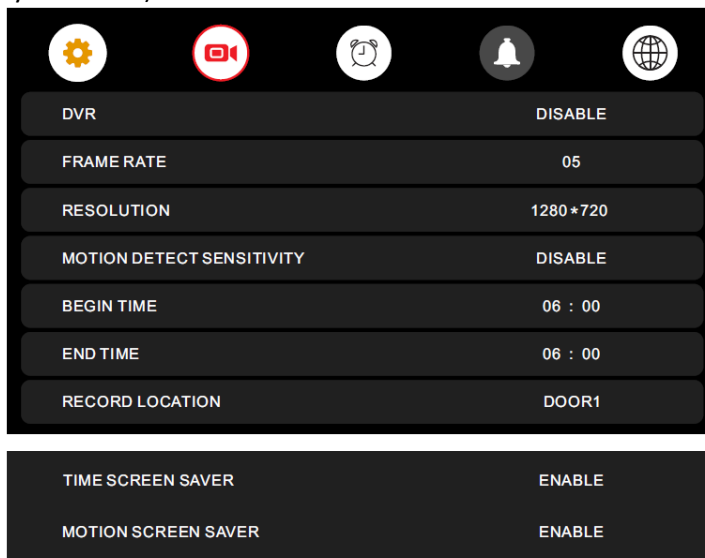 DVR DISABLE
FRAME RATE 05
RESOLUTION 1280*720
MOTION DETECT SENSITIVITY DISABLE
BEGIN TIME 06 : 00
END TIME 06 : 00
RECORD LOCATION DOOR1
TIME SCREEN SAVER ENABLE
MOTION SCREEN SAVER ENABLE